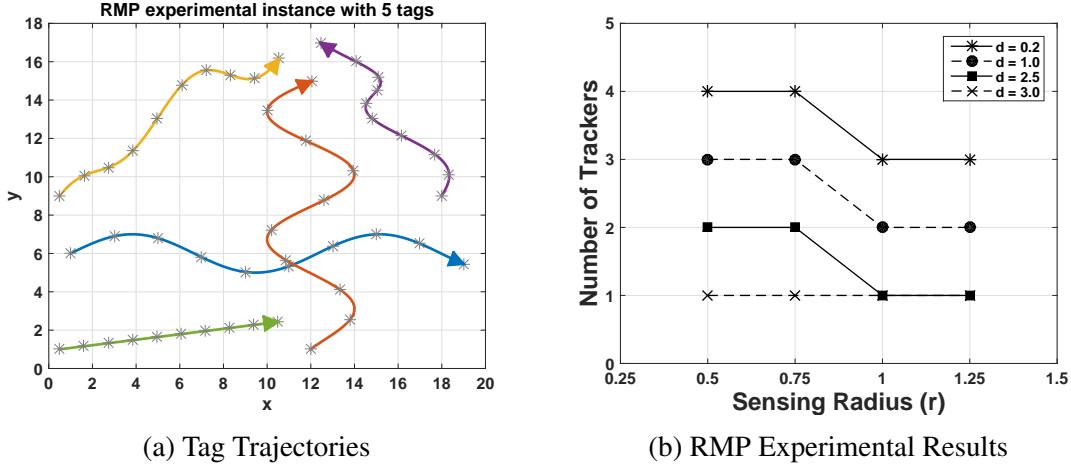 RMP experimental instance with 5 tags
18
16
14
12
10
8
6
4
2
0
y
0 2 4 6 8 10 12 14 16 18 20
x
(a) Tag Trajectories
5
4
3
2
1
0
Number of Trackers
d = 0.2
d = 1.0
d = 2.5
d = 3.0
0.25 0.5 0.75 1 1.25 1.5
Sensing Radius (r)
(b) RMP Experimental Results